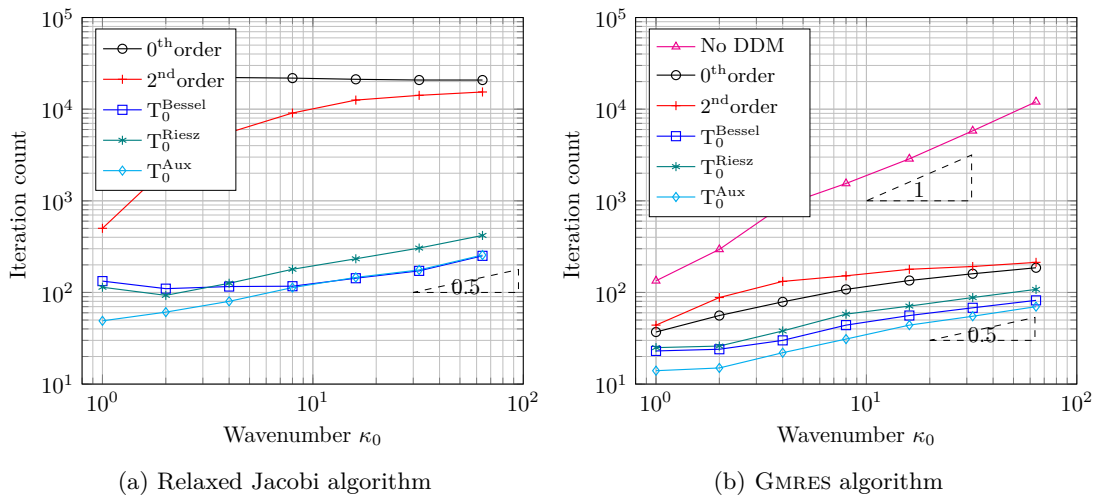 10^5
10^4
10^3
10^2
10^1
10^0
10^1
10^2
Iteration count
Wavenumber κ_0
0^th order
2^nd order
T_0^Bessel
T_0^Riesz
T_0^Aux
0.5
(a) Relaxed Jacobi algorithm
10^5
10^4
10^3
10^2
10^1
10^0
10^1
10^2
Iteration count
Wavenumber κ_0
No DDM
0^th order
2^nd order
T_0^Bessel
T_0^Riesz
T_0^Aux
1
0.5
(b) GMRES algorithm